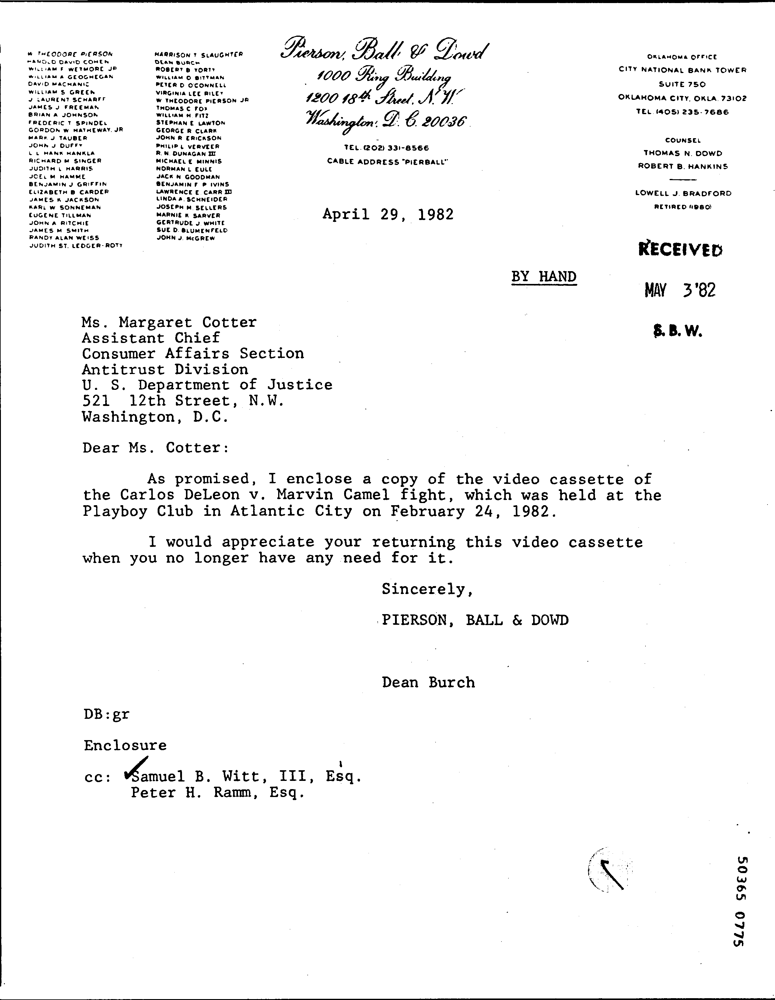 Pierson, Ball & Dowd
1000 Ring Building
1200 18th Street, N.W.
Washington, D.C. 20036
TEL. (202) 331-8566
CABLE ADDRESS "PIERBALL"
W THEODORE PIERSON
HAROLD DAVID COHEN
WILLIAM F WETMORE JR
WILLIAM A GEOGHEGAN
DAVID MACHANIC
WILLIAM S GREEN
J LAURENT SCHARFF
JAMES J FREEMAN
BRIAN A JOHNSON
FREDERIC T SPINDEL
GORDON W HATHEWAY, JR
MARK J TAUBER
JOHN J DUFFY
L L HANK HANKLA
RICHARD M SINGER
JUDITH L HARRIS
JOEL M HAMME
BENJAMIN J GRIFFIN
ELIZABETH B CARDER
JAMES K JACKSON
KARL W SONNEMAN
EUGENE TILLMAN
JOHN A RITCHIE
JAMES M SMITH
RANDY ALAN WEISS
JUDITH ST. LEDGER-ROTY
HARRISON T SLAUGHTER
DEAN BURCH
ROBERT B YORTY
WILLIAM O BITTMAN
PETER D OCONNELL
VIRGINIA LEE RILEY
W THEODORE PIERSON JR
THOMAS C FOX
WILLIAM H FITZ
STEPHAN E LAWTON
GEORGE R CLARK
JOHN R ERICKSON
PHILIP L VERVEER
R N DUNAGAN III
MICHAEL E MINNIS
NORMAN L EULE
JACK N GOODMAN
BENJAMIN F P IVINS
LAWRENCE E CARR III
LINDA A. SCHNEIDER
JOSEPH M SELLERS
MARNIE K SARVER
GERTRUDE J WHITE
SUE D BLUMENFELD
JOHN J. McGREW
OKLAHOMA OFFICE
CITY NATIONAL BANK TOWER
SUITE 750
OKLAHOMA CITY, OKLA 73102
TEL (405) 235-7686
COUNSEL
THOMAS N. DOWD
ROBERT B. HANKINS
LOWELL J. BRADFORD
RETIRED (1980)
April 29, 1982
RECEIVED
MAY 3 '82
S. B. W.
BY HAND
Ms. Margaret Cotter
Assistant Chief
Consumer Affairs Section
Antitrust Division
U. S. Department of Justice
521 12th Street, N.W.
Washington, D.C.
Dear Ms. Cotter:
As promised, I enclose a copy of the video cassette of
the Carlos DeLeon v. Marvin Camel fight, which was held at the
Playboy Club in Atlantic City on February 24, 1982.
I would appreciate your returning this video cassette
when you no longer have any need for it.
Sincerely,
PIERSON, BALL & DOWD
Dean Burch
DB:gr
Enclosure
cc: Samuel B. Witt, III, Esq.
Peter H. Ramm, Esq.
50365 0775